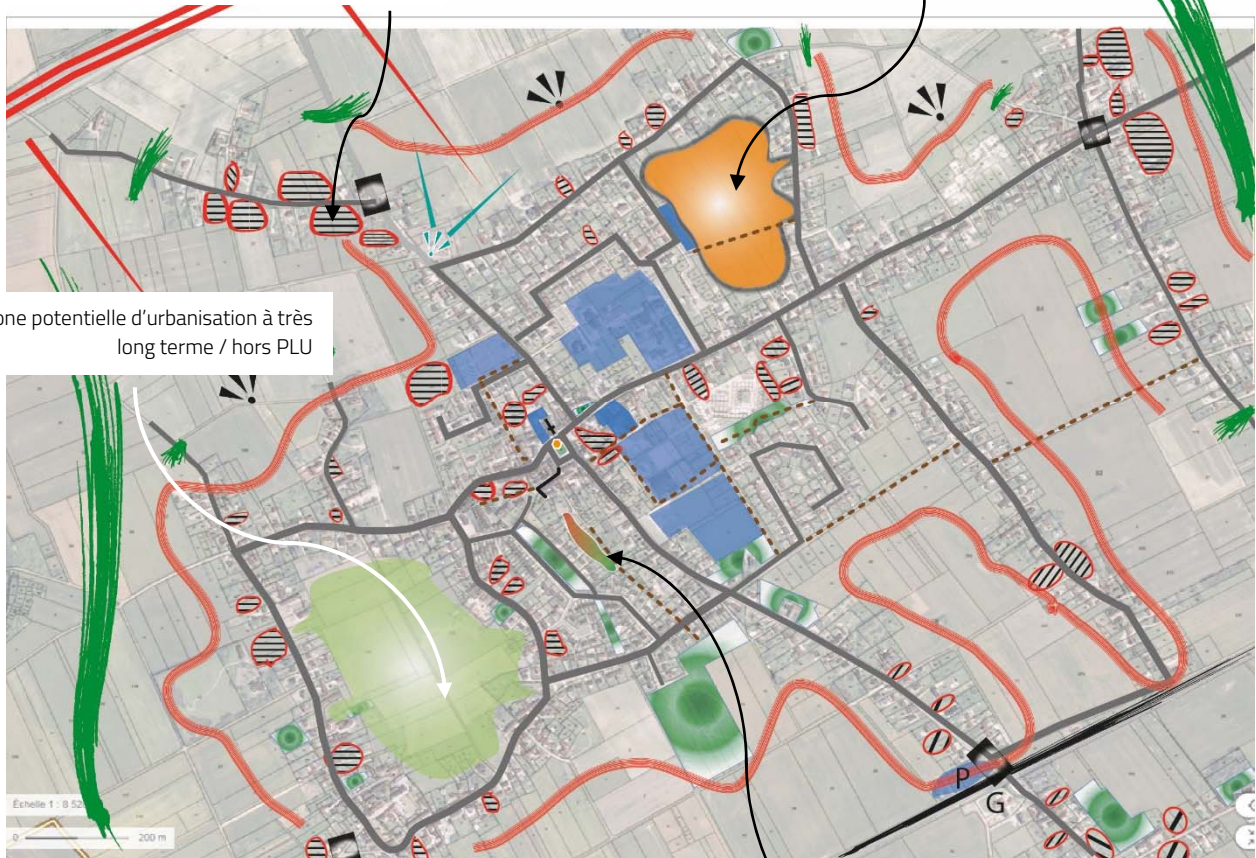 one potentielle d'urbanisation à très
long terme / hors PLU
P
G
Échelle 1 : 8 52
0 200 m